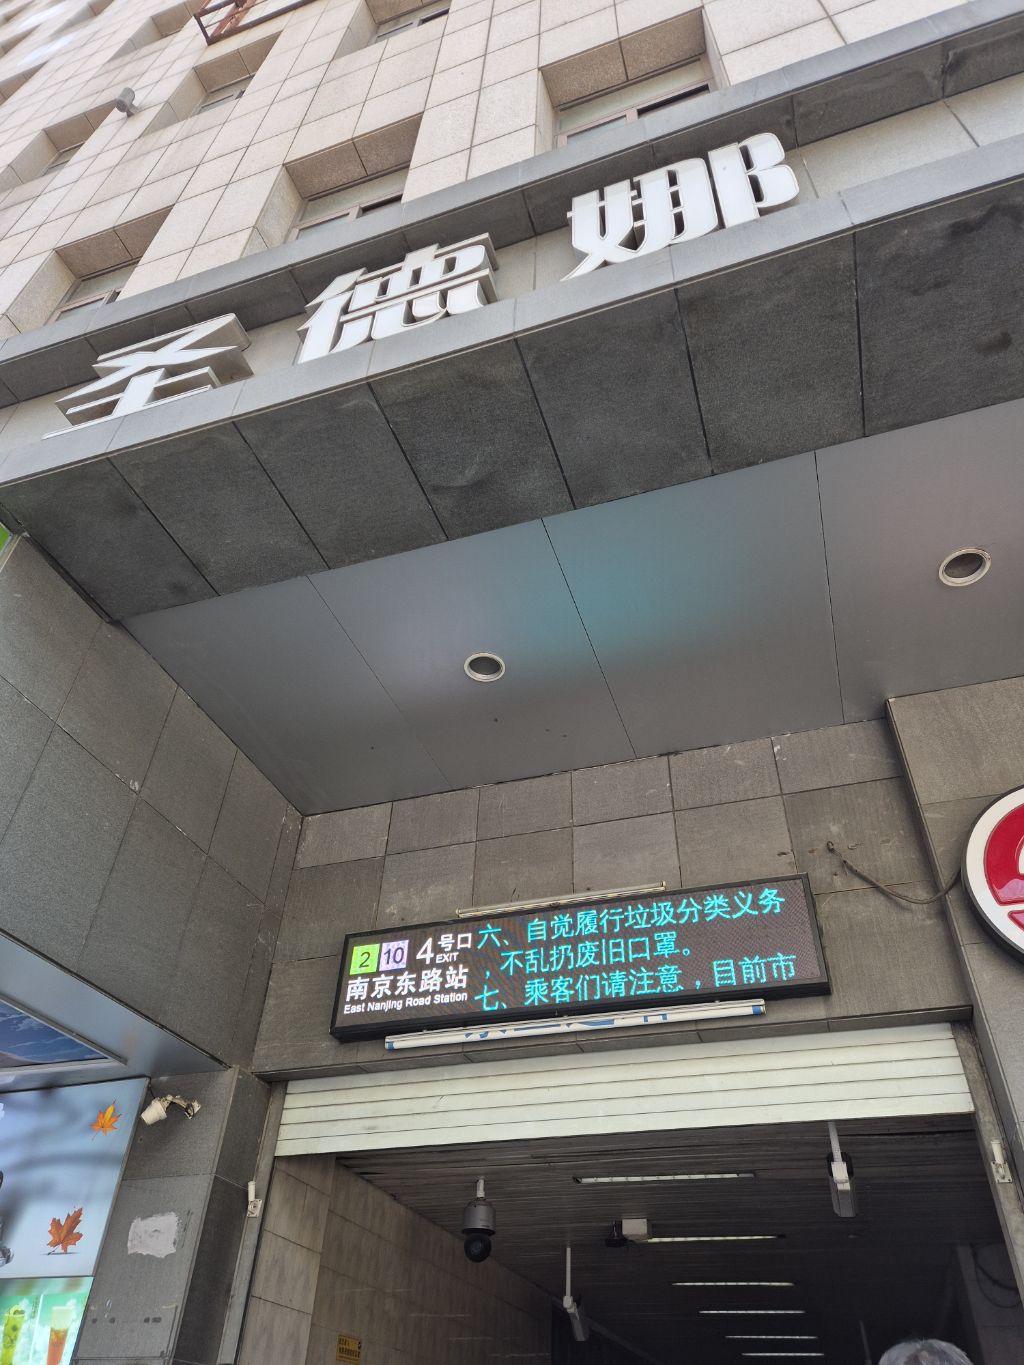 圣德娜
2 10 4号口
EXIT
南京东路站
East Nanjing Road Station
六、自觉履行垃圾分类义务
，不乱扔废旧口罩。
七、乘客们请注意，目前市